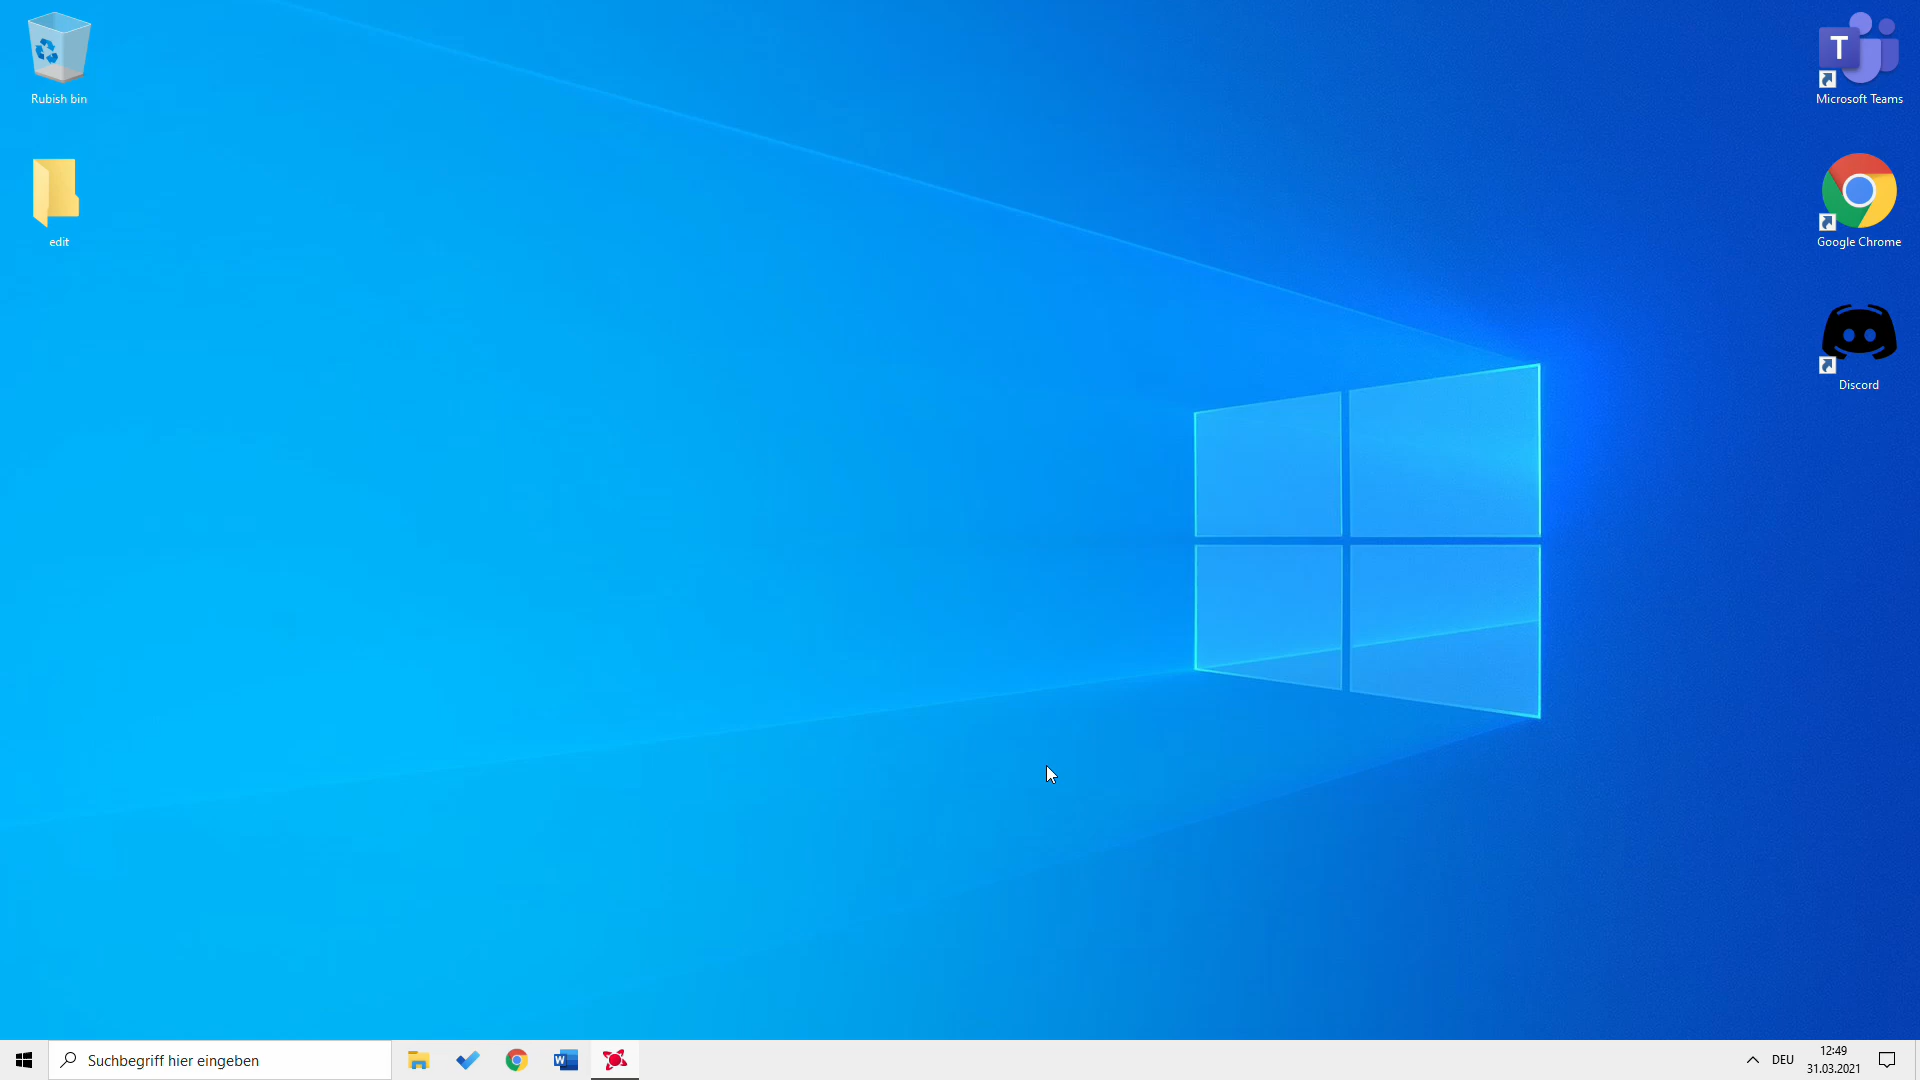 Rubish bin
edit
T
Microsoft Teams
Google Chrome
Discord
Suchbegriff hier eingeben
W
DEU
12:49
31.03.2021